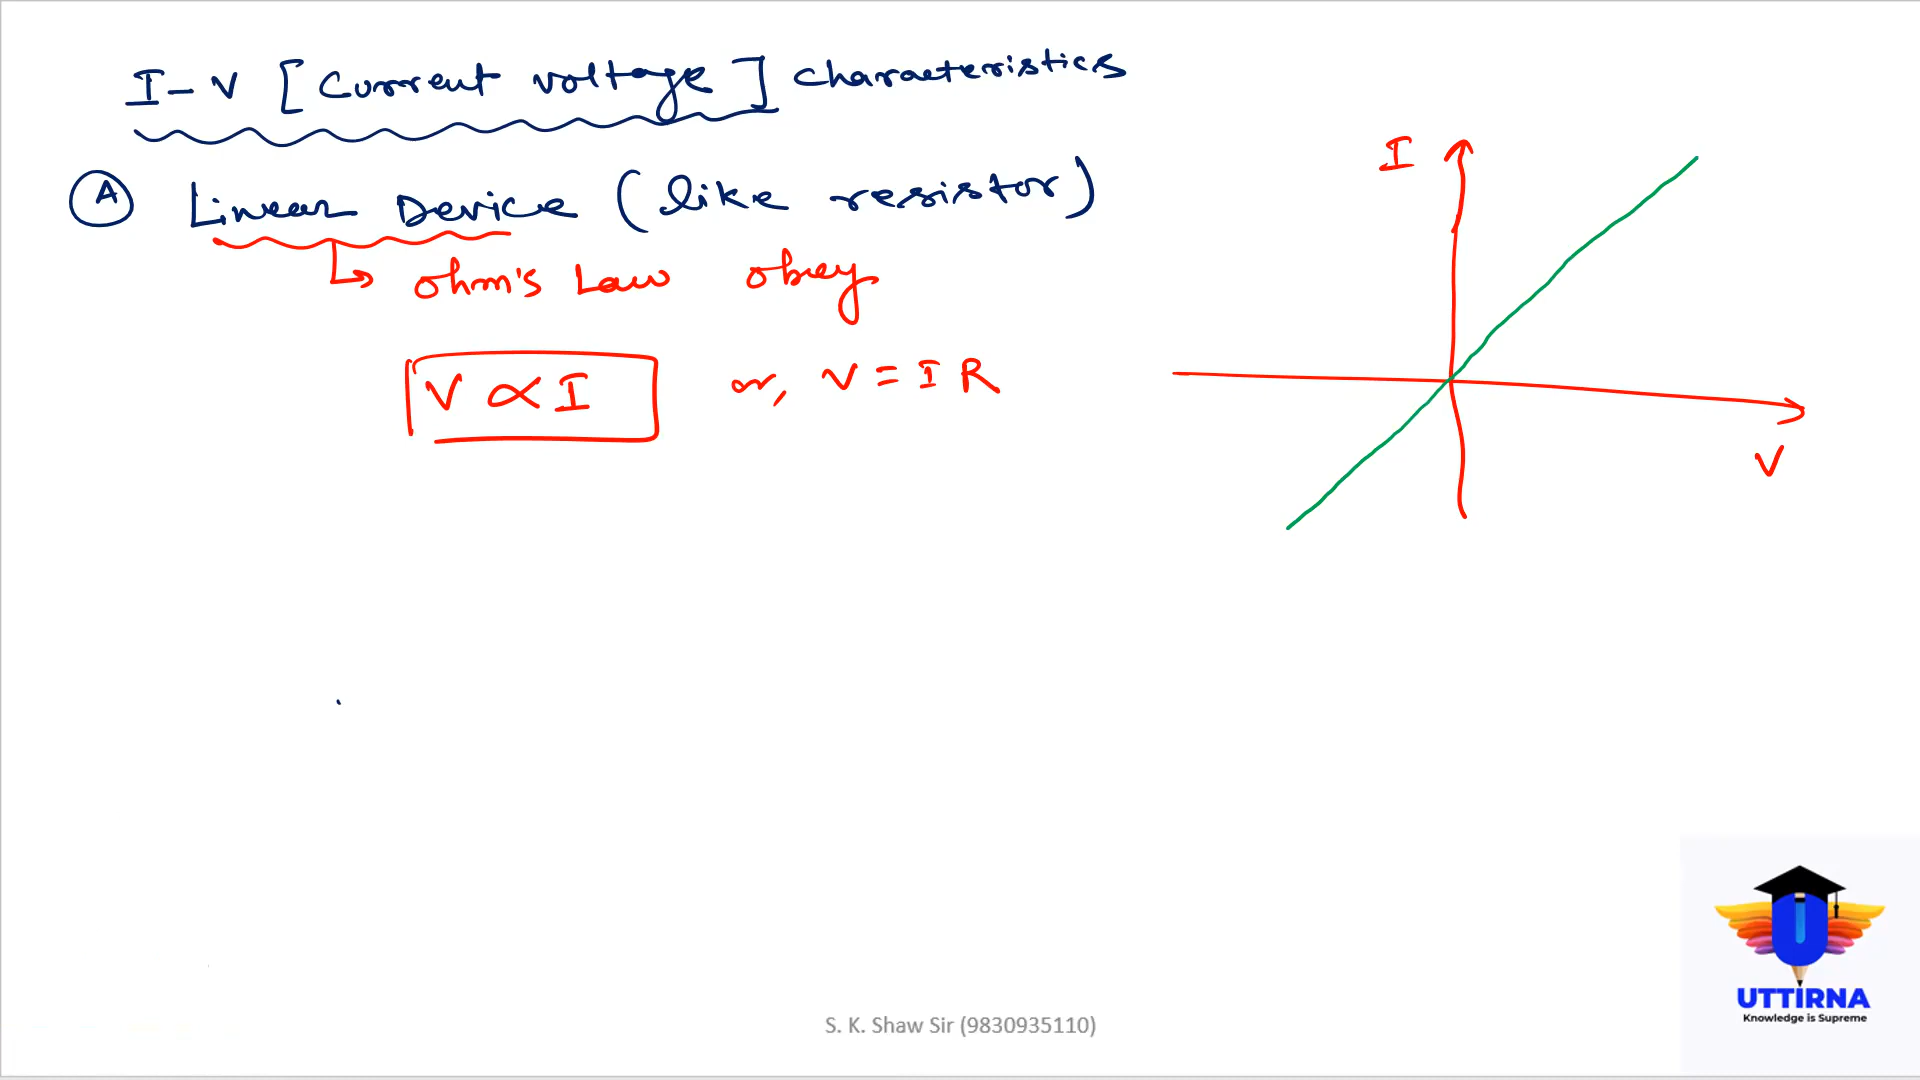 I - V [Current voltage] characteristics
A Linear Device (like resistor)
ohm's Law obey
V ∝ I or, V = I R
I
V
UTTIRNA
Knowledge is Supreme
S. K. Shaw Sir (9830935110)